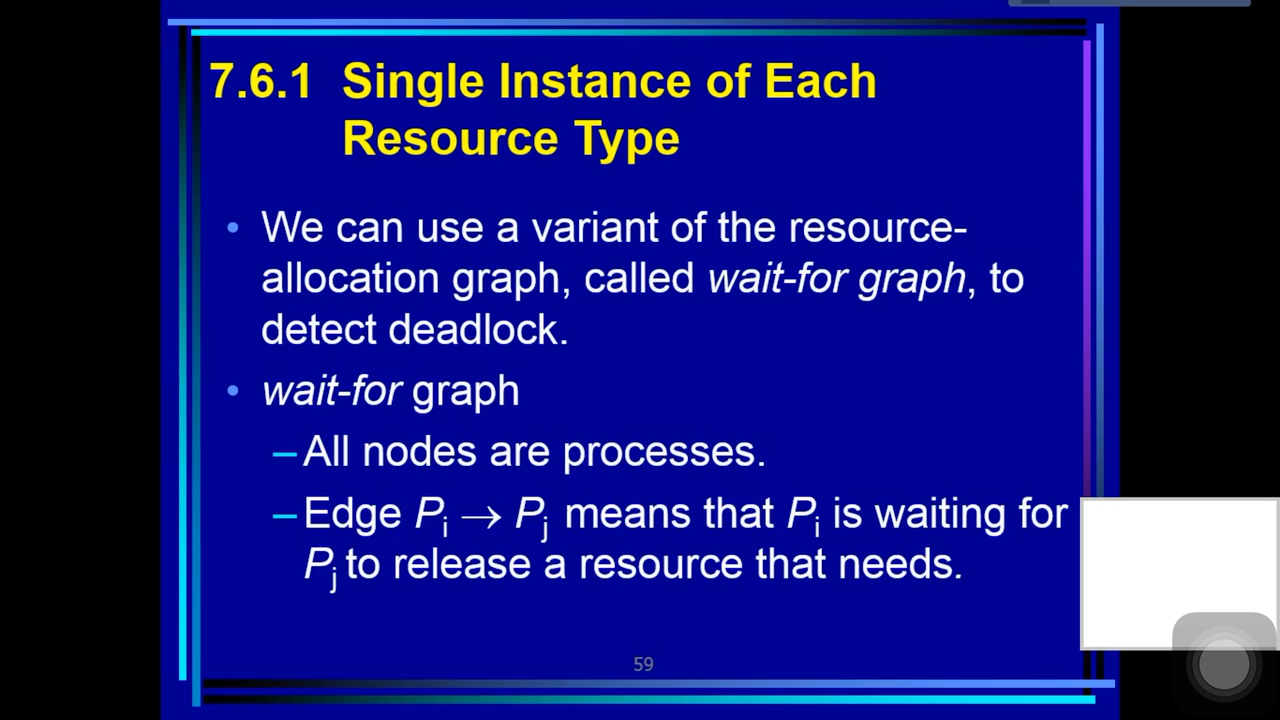 7.6.1 Single Instance of Each
Resource Type
• We can use a variant of the resource-
allocation graph, called wait-for graph, to
detect deadlock.
• wait-for graph
– All nodes are processes.
– Edge Pi → Pj means that Pi is waiting for
Pj to release a resource that needs.
59